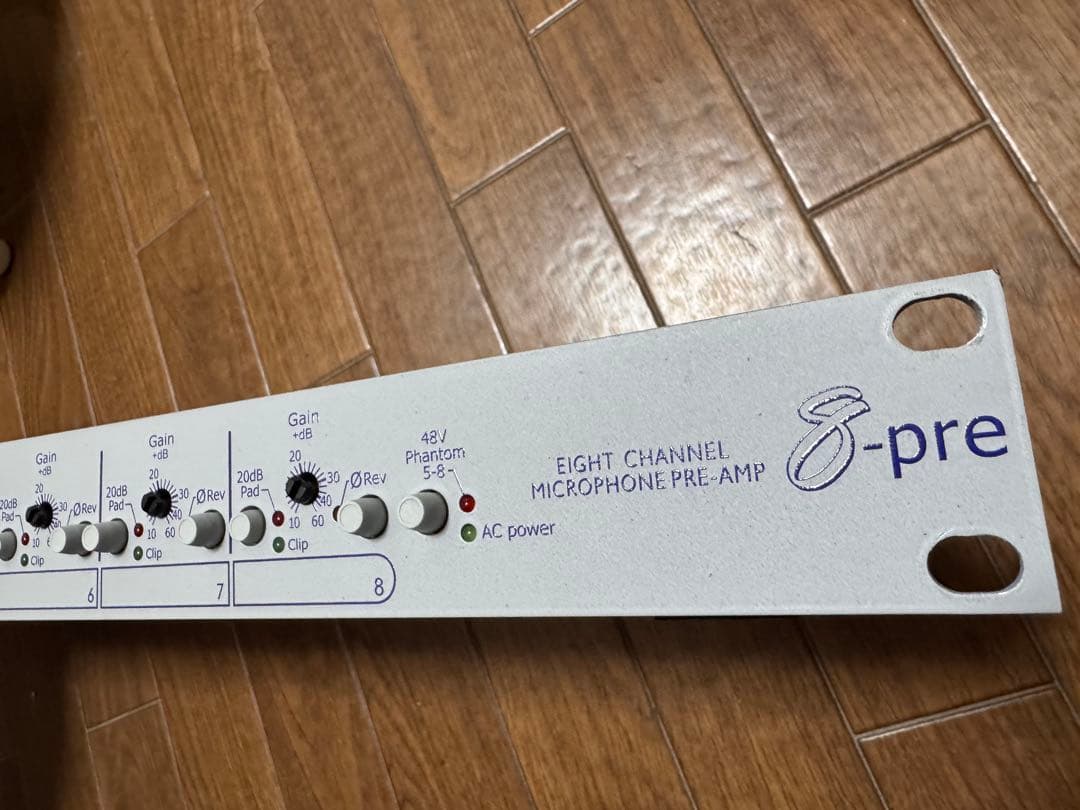 Gain
+dB
20
30
20dB
Pad
ØRev
10
Clip
6
Gain
+dB
20
30
40
20dB
Pad
ØRev
10 60
Clip
7
Gain
+dB
20
30
40
20dB
Pad
ØRev
10 60
Clip
8
48V
Phantom
5-8
AC power
EIGHT CHANNEL
MICROPHONE PRE-AMP
8-pre